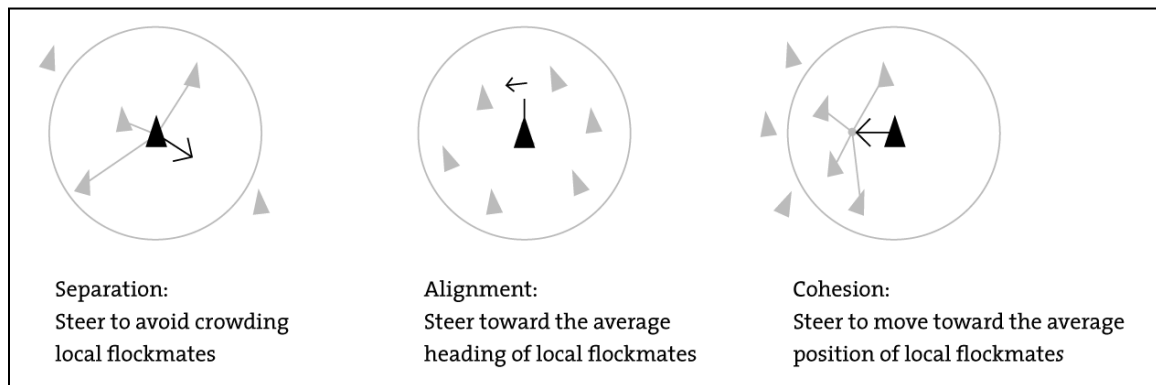 Separation:
Steer to avoid crowding
local flockmates
Alignment:
Steer toward the average
heading of local flockmates
Cohesion:
Steer to move toward the average
position of local flockmates